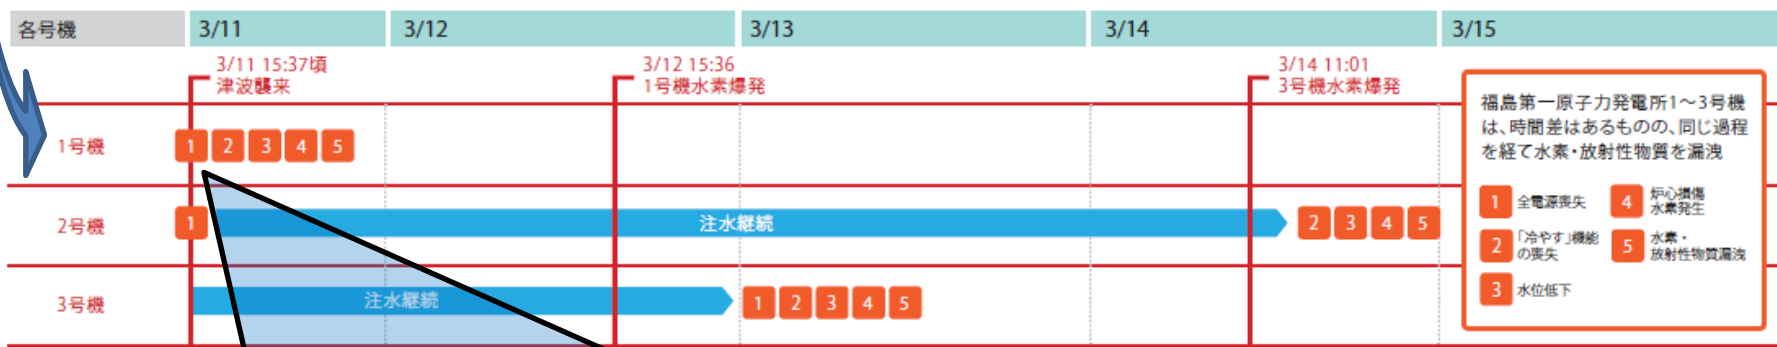 各号機 3/11 3/12 3/13 3/14 3/15
3/11 15:37頃
津波襲来
3/12 15:36
1号機水素爆発
3/14 11:01
3号機水素爆発
1号機 1 2 3 4 5
2号機 1 注水継続 2 3 4 5
3号機 注水継続 1 2 3 4 5
福島第一原子力発電所1〜3号機
は、時間差はあるものの、同じ過程
を経て水素・放射性物質を漏洩
1 全電源喪失
2 「冷やす」機能
の喪失
3 水位低下
4 炉心損傷
水素発生
5 水素・
放射性物質漏洩